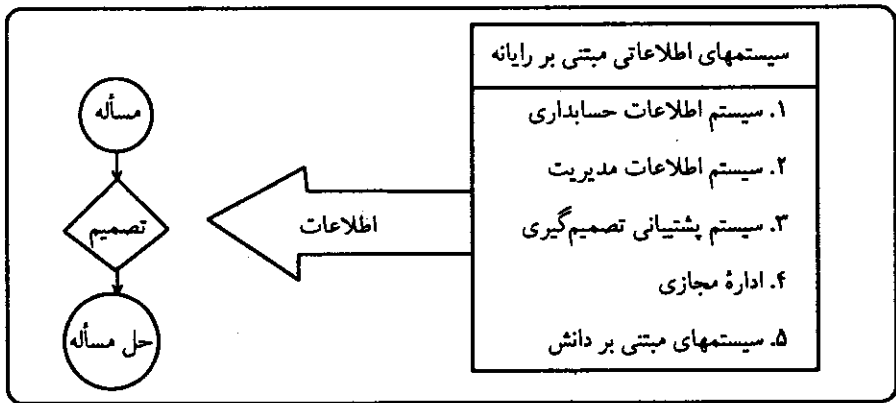 سیستمهای اطلاعاتی مبتنی بر رایانه
۱. سیستم اطلاعات حسابداری
۲. سیستم اطلاعات مدیریت
۳. سیستم پشتیبانی تصمیم‌گیری
۴. ادارهٔ مجازی
۵. سیستمهای مبتنی بر دانش
اطلاعات
مسأله
تصمیم
حل مسأله